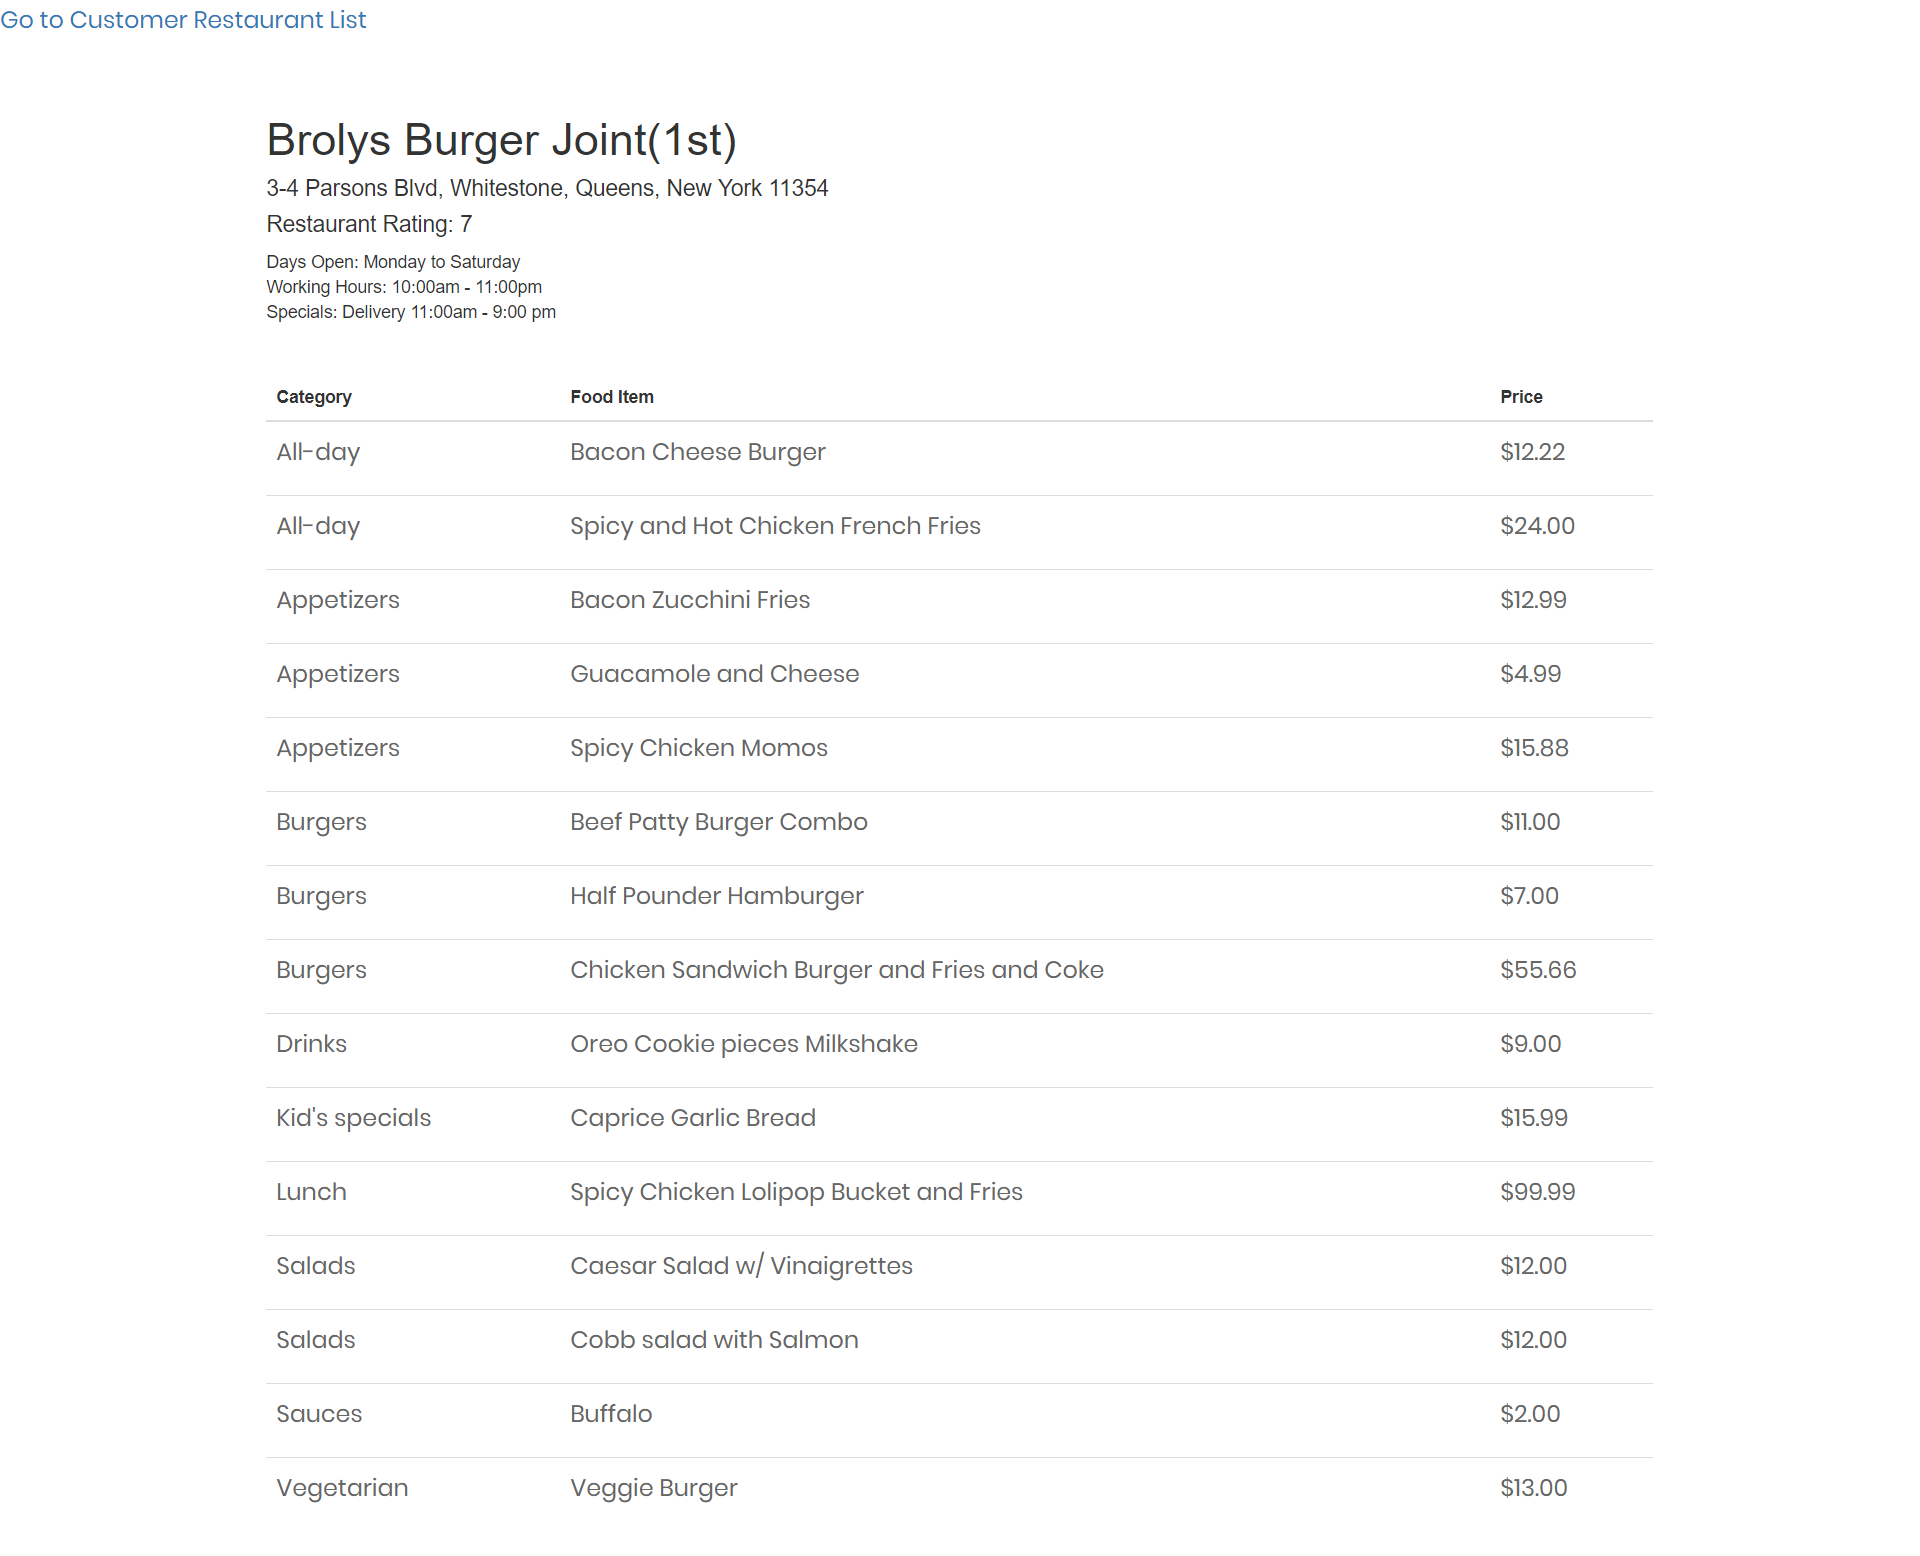 Go to Customer Restaurant List
Brolys Burger Joint(1st)
3-4 Parsons Blvd, Whitestone, Queens, New York 11354
Restaurant Rating: 7
Days Open: Monday to Saturday
Working Hours: 10:00am - 11:00pm
Specials: Delivery 11:00am - 9:00 pm
Category Food Item Price
All-day Bacon Cheese Burger $12.22
All-day Spicy and Hot Chicken French Fries $24.00
Appetizers Bacon Zucchini Fries $12.99
Appetizers Guacamole and Cheese $4.99
Appetizers Spicy Chicken Momos $15.88
Burgers Beef Patty Burger Combo $11.00
Burgers Half Pounder Hamburger $7.00
Burgers Chicken Sandwich Burger and Fries and Coke $55.66
Drinks Oreo Cookie pieces Milkshake $9.00
Kid's specials Caprice Garlic Bread $15.99
Lunch Spicy Chicken Lolipop Bucket and Fries $99.99
Salads Caesar Salad w/ Vinaigrettes $12.00
Salads Cobb salad with Salmon $12.00
Sauces Buffalo $2.00
Vegetarian Veggie Burger $13.00